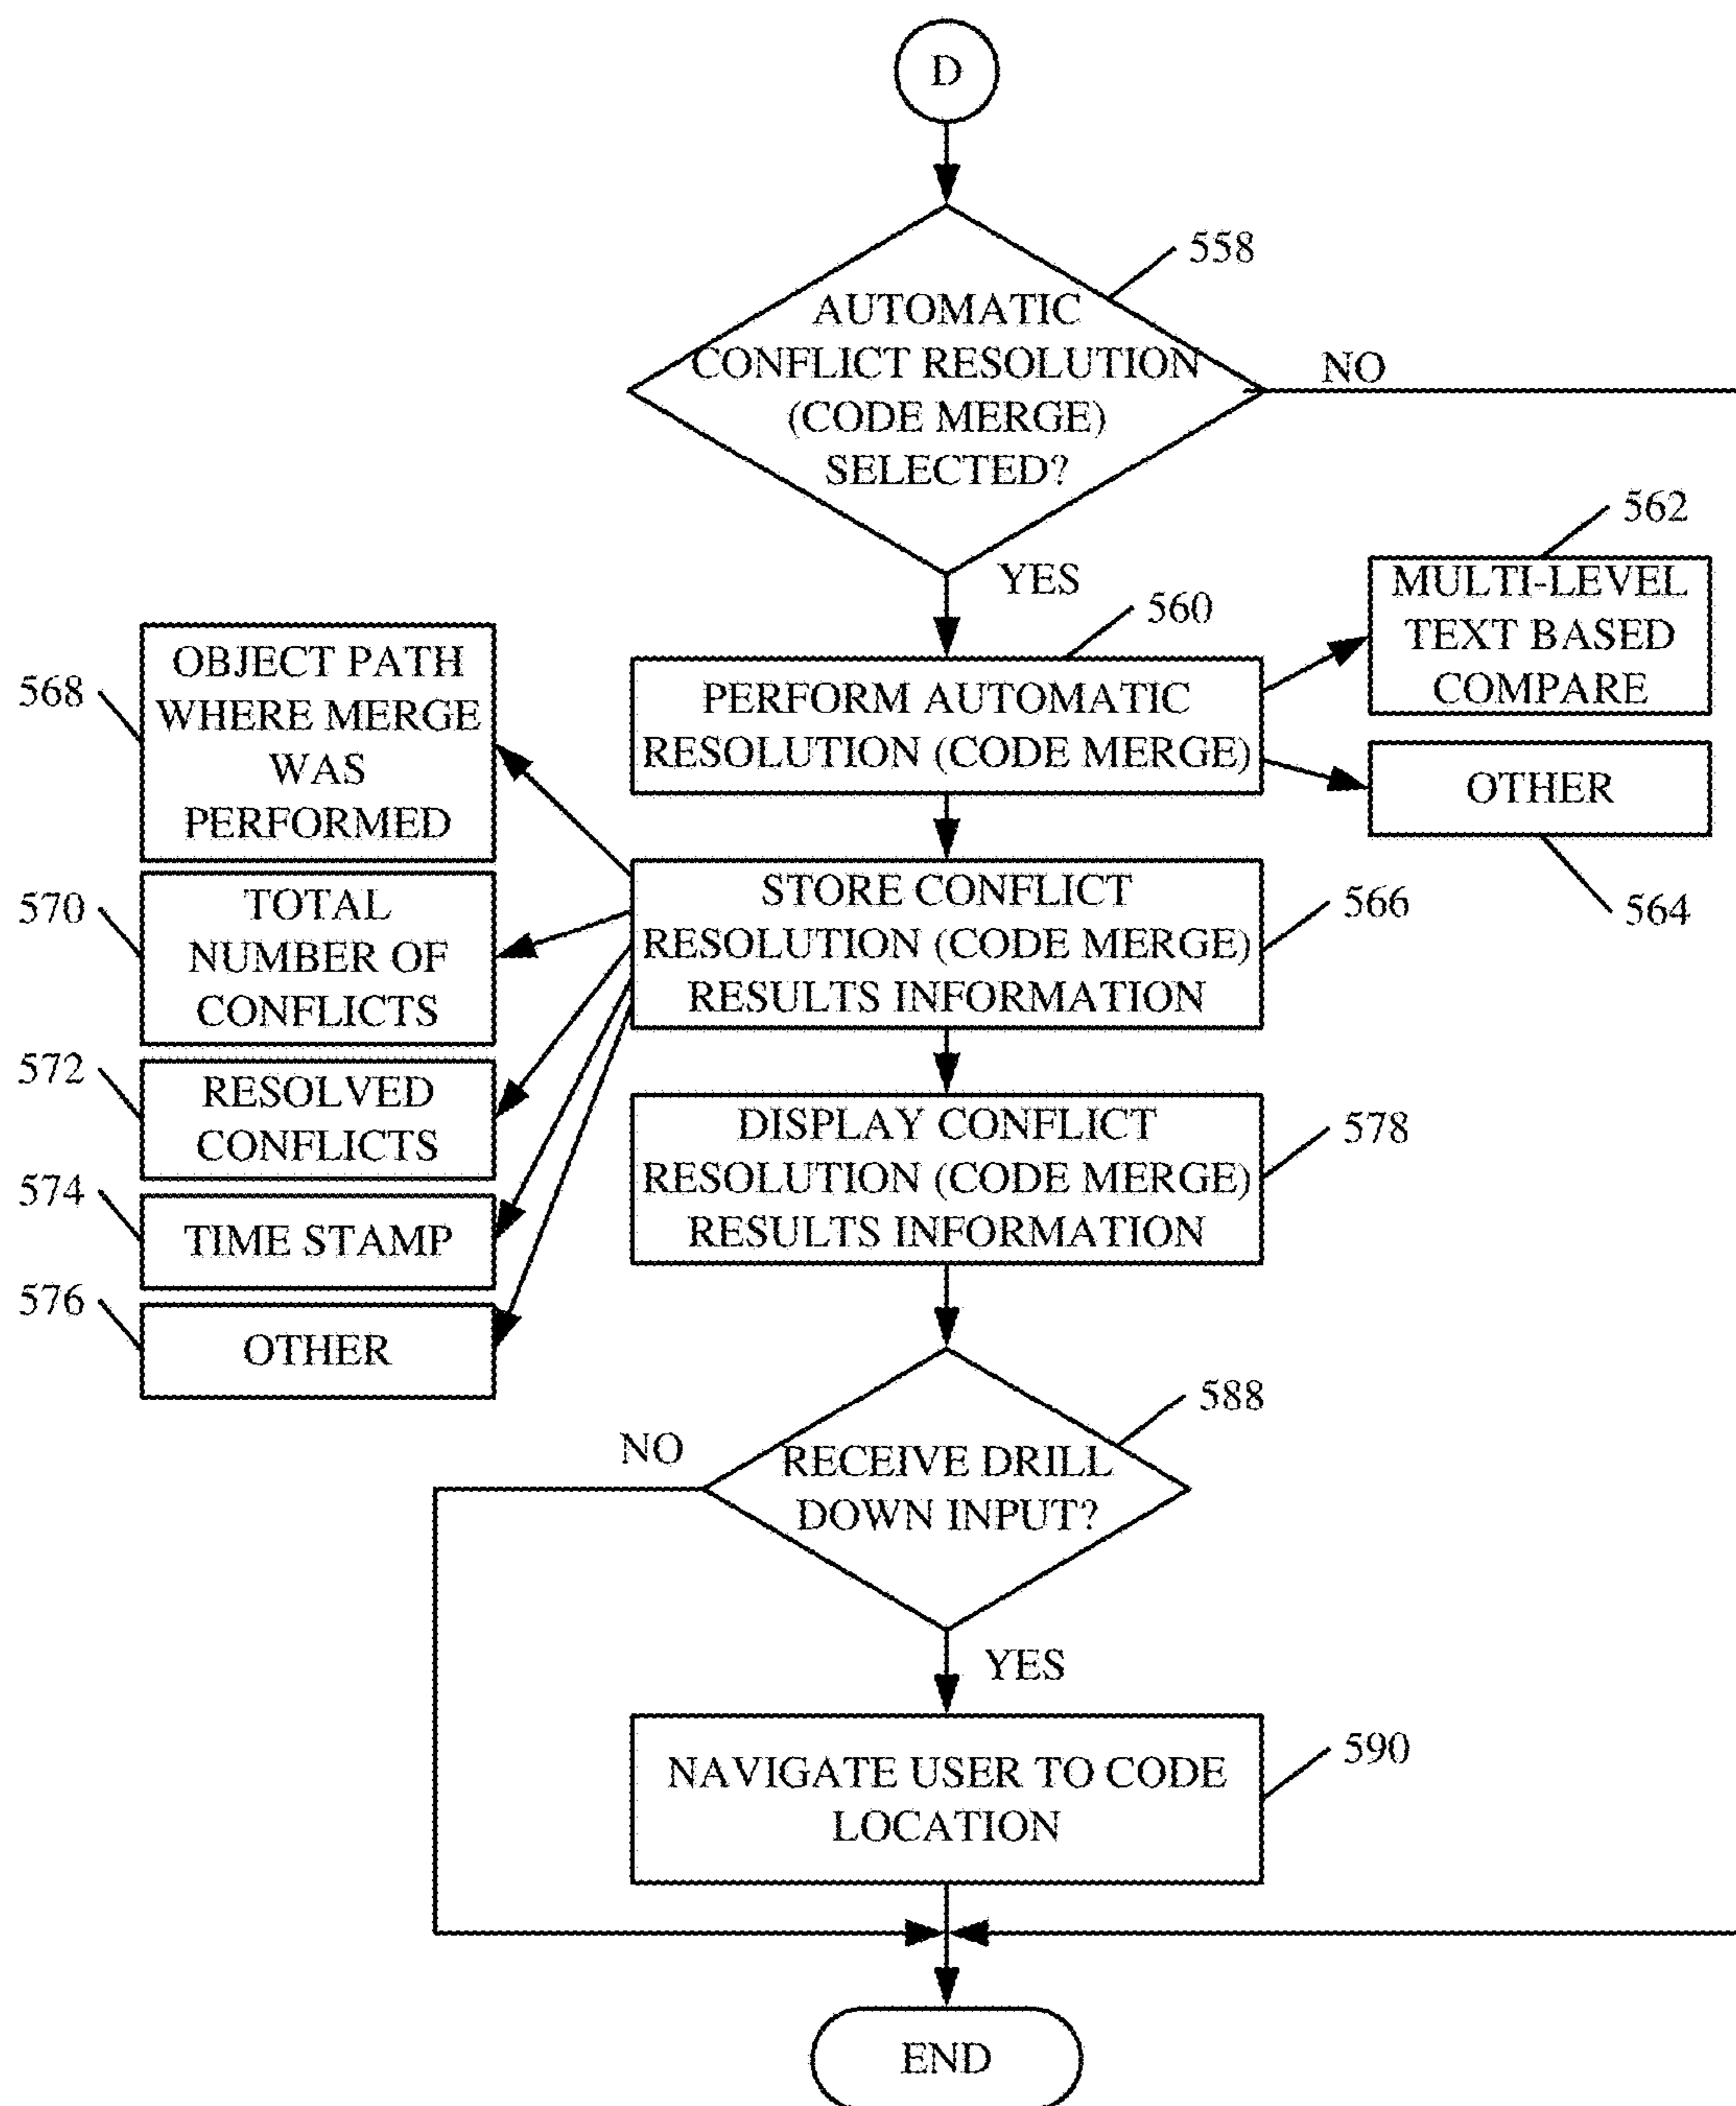 D
558
AUTOMATIC
CONFLICT RESOLUTION
(CODE MERGE)
SELECTED?
NO
YES
562
MULTI-LEVEL
TEXT BASED
COMPARE
560
PERFORM AUTOMATIC
RESOLUTION (CODE MERGE)
OTHER
564
568
OBJECT PATH
WHERE MERGE
WAS
PERFORMED
566
STORE CONFLICT
RESOLUTION (CODE MERGE)
RESULTS INFORMATION
570
TOTAL
NUMBER OF
CONFLICTS
572
RESOLVED
CONFLICTS
574
TIME STAMP
576
OTHER
578
DISPLAY CONFLICT
RESOLUTION (CODE MERGE)
RESULTS INFORMATION
588
NO
RECEIVE DRILL
DOWN INPUT?
YES
590
NAVIGATE USER TO CODE
LOCATION
END